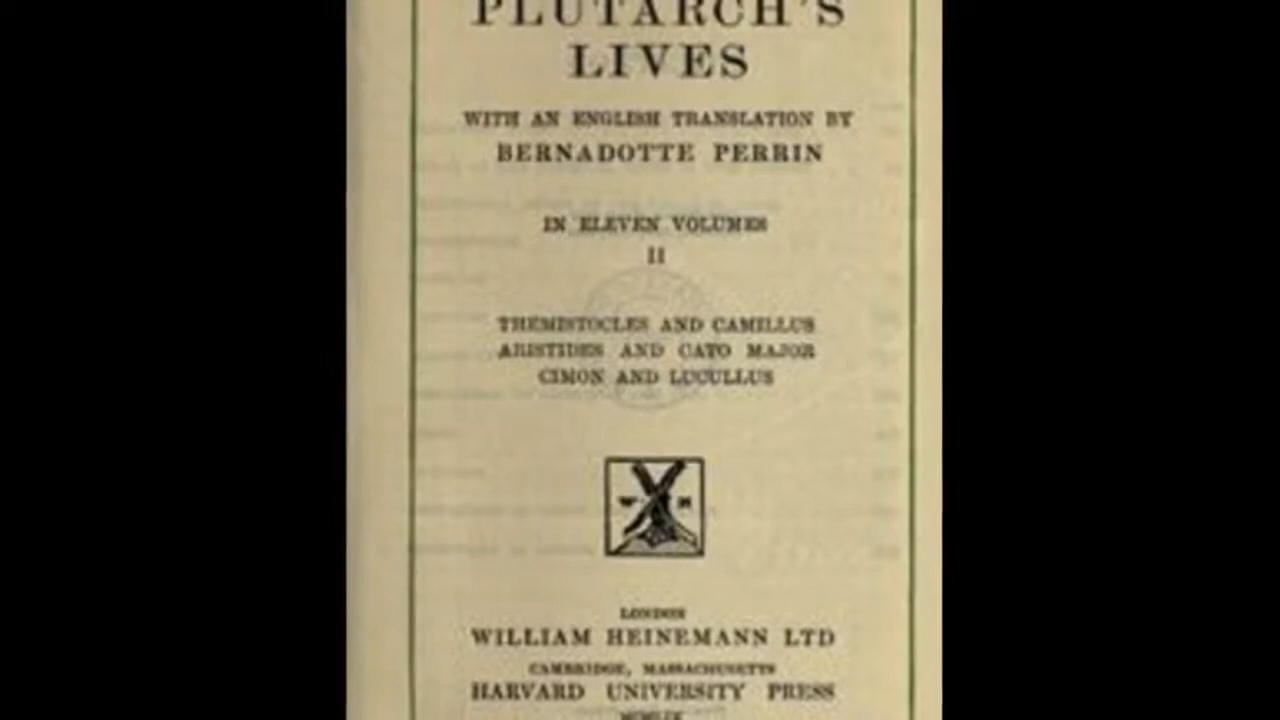 PLUTARCH'S
LIVES
WITH AN ENGLISH TRANSLATION BY
BERNADOTTE PERRIN
IN ELEVEN VOLUMES
II
THEMISTOCLES AND CAMILLUS
ARISTIDES AND CATO MAJOR
CIMON AND LUCULLUS
W H
LONDON
WILLIAM HEINEMANN LTD
CAMBRIDGE, MASSACHUSETTS
HARVARD UNIVERSITY PRESS